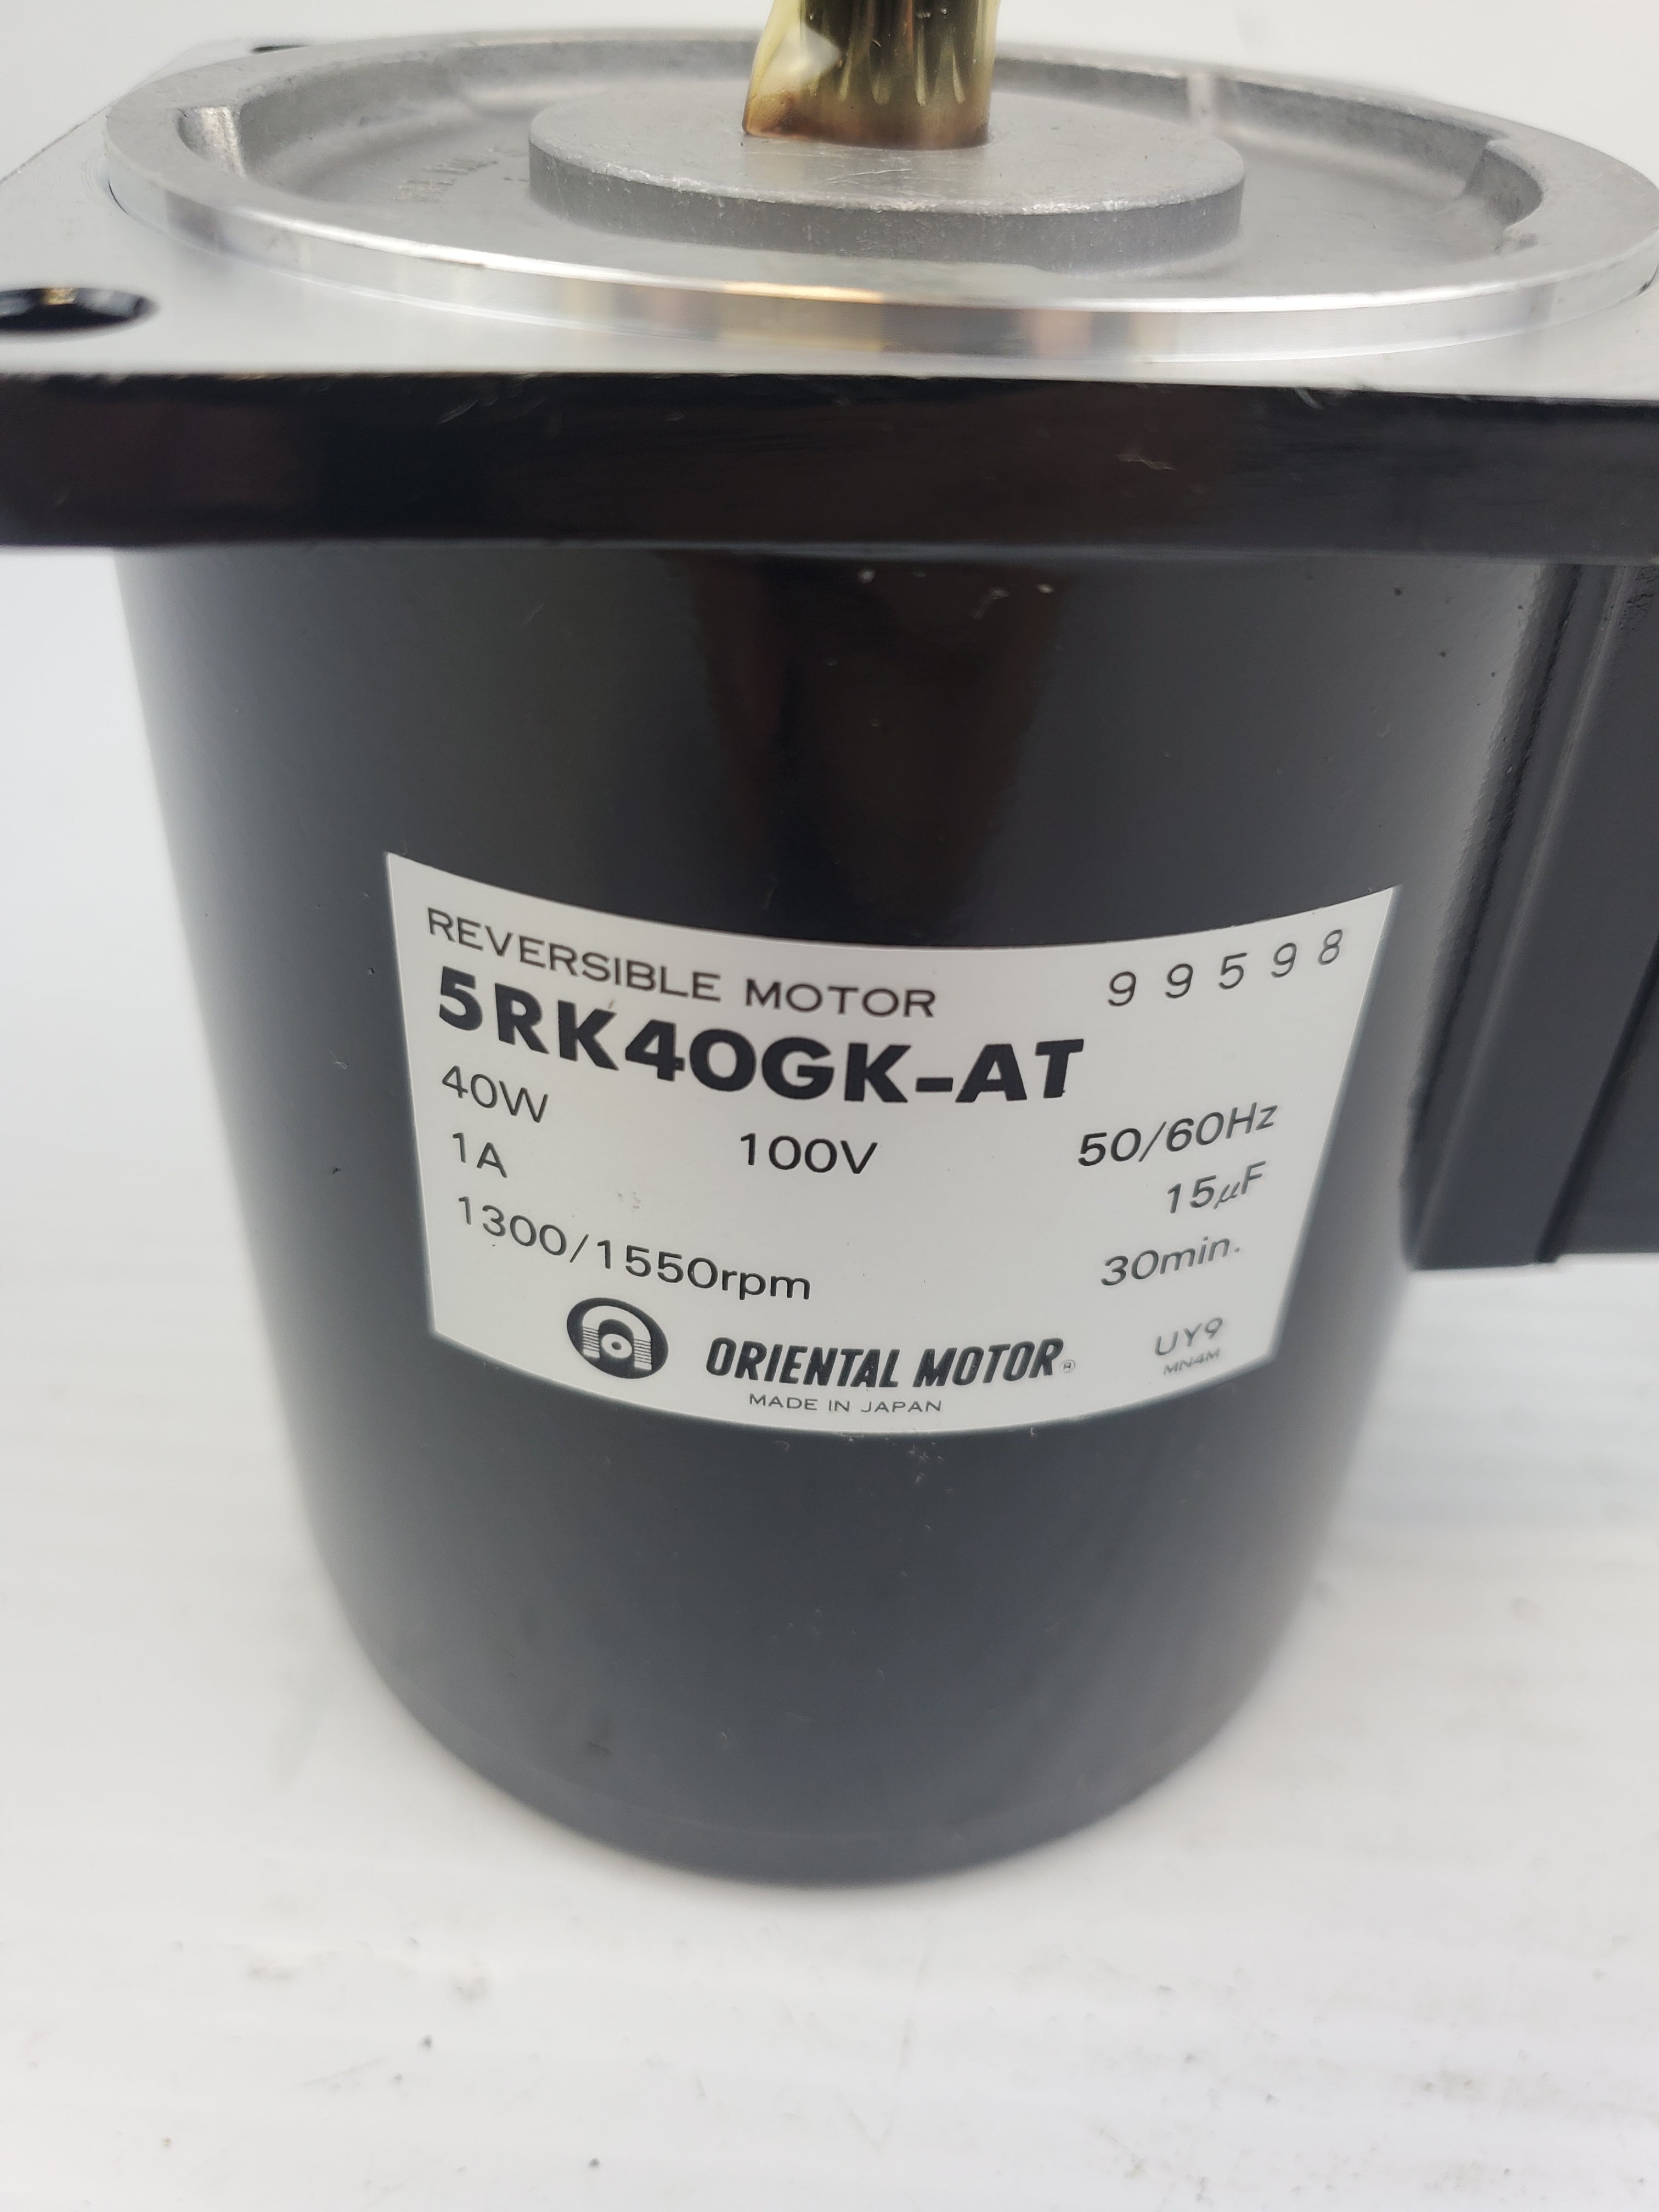 REVERSIBLE MOTOR 99598
5RK40GK-AT
40W 100V 50/60Hz
1A 15μF
1300/1550rpm 30min.
ORIENTAL MOTOR® UY9
MADE IN JAPAN MN4M